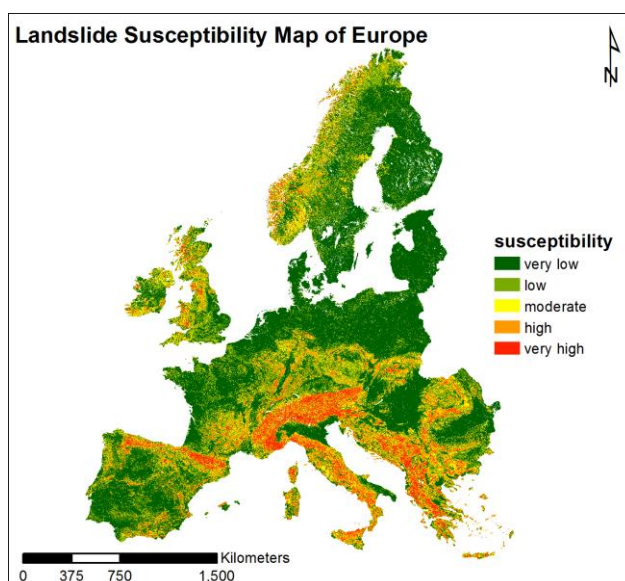 Landslide Susceptibility Map of Europe
N
susceptibility
very low
low
moderate
high
very high
Kilometers
0 375 750 1.500